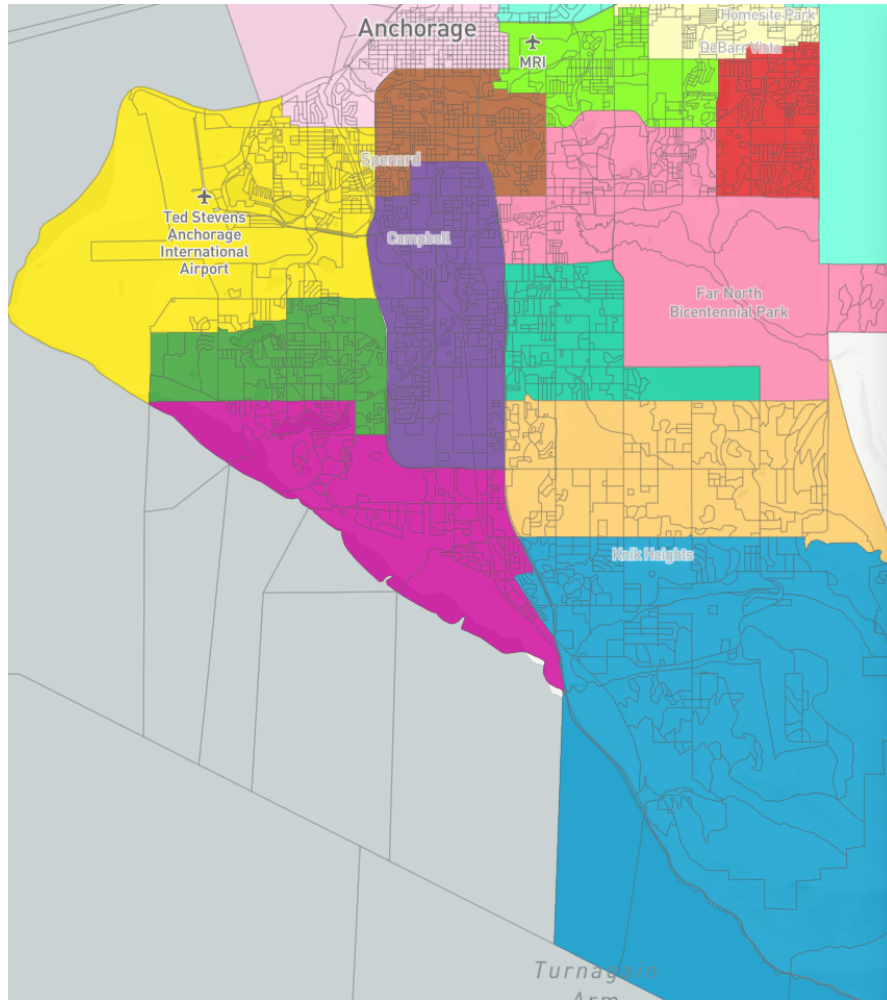 Homesite Park
Anchorage
DeBarr Vista
MRI
Spenard
Ted Stevens
Anchorage
International
Airport
Campbell
Far North
Bicentennial Park
Knik Heights
Turnagain
Arm